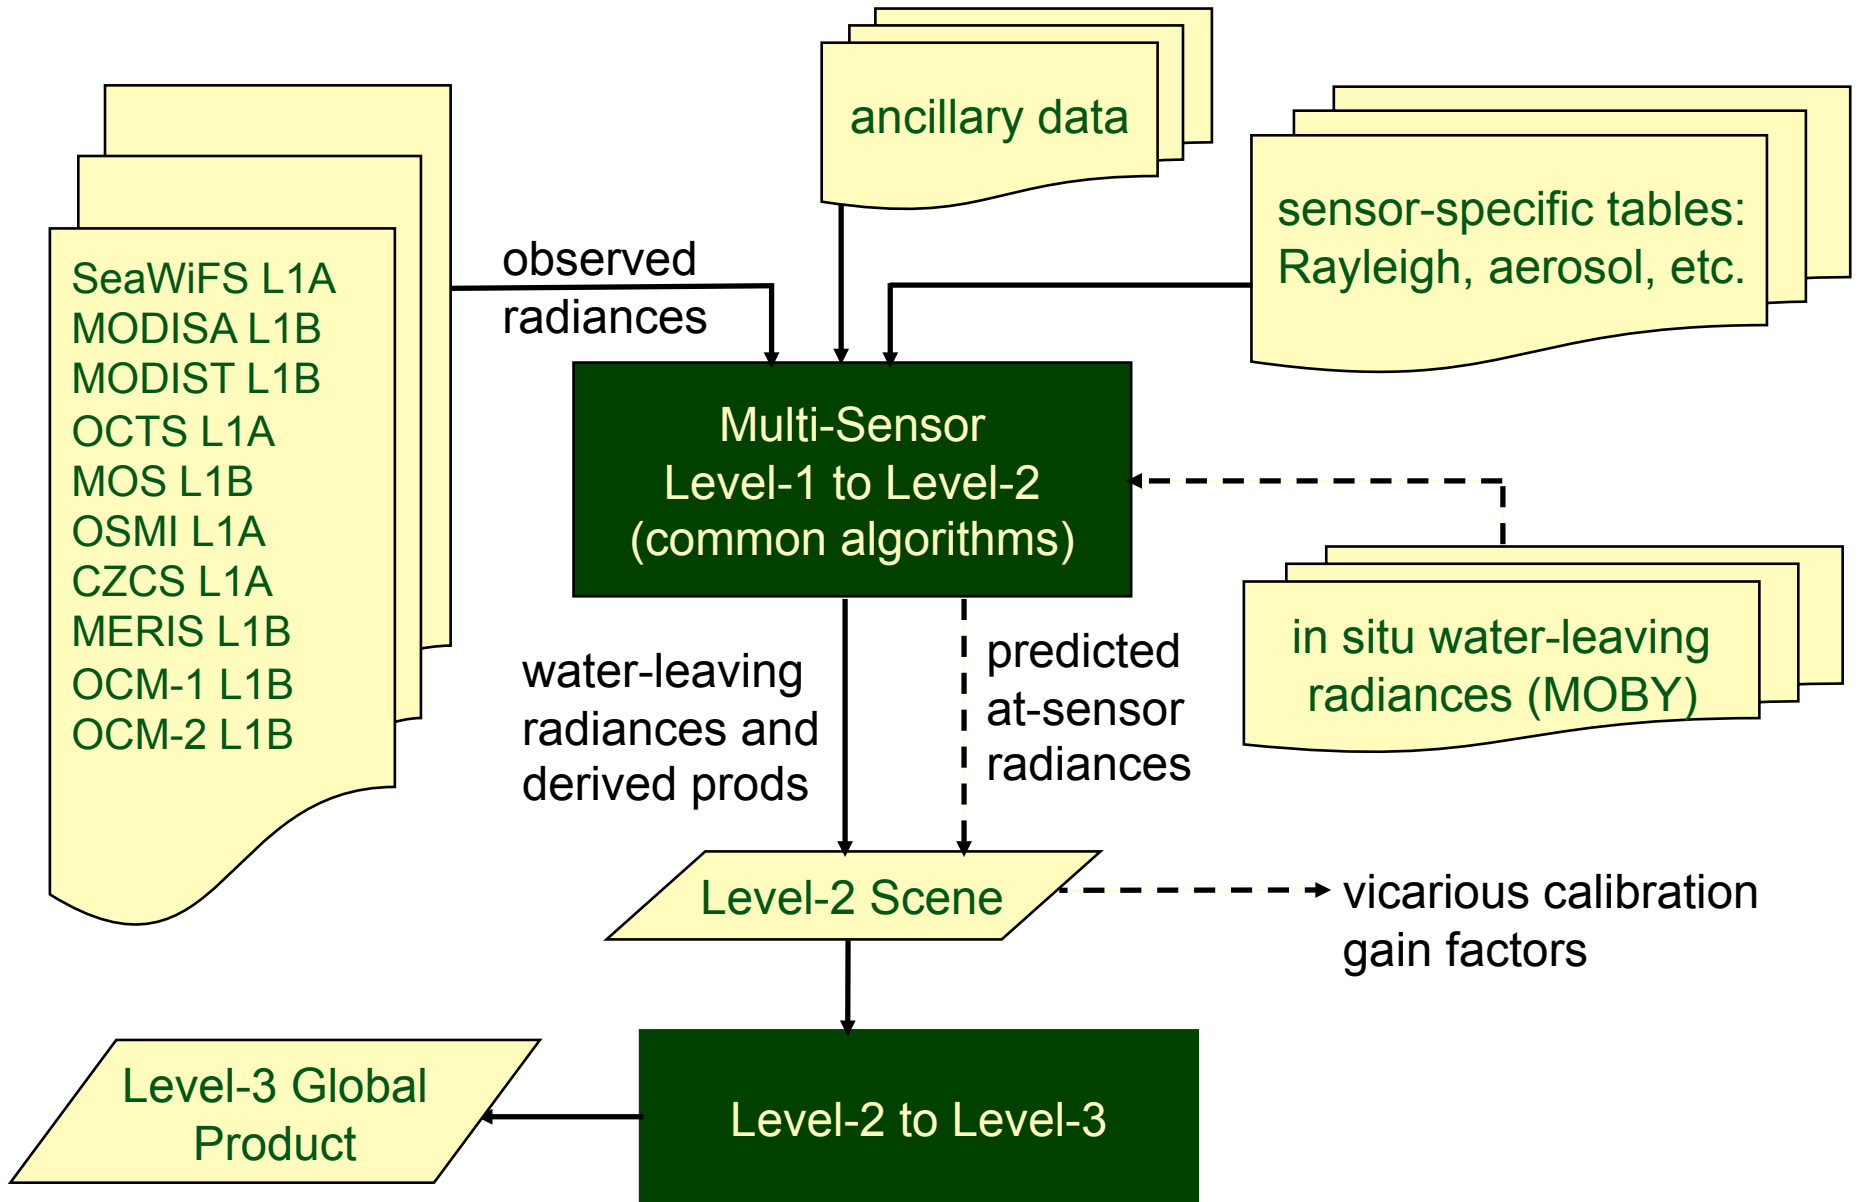 ancillary data
sensor-specific tables:
Rayleigh, aerosol, etc.
observed
radiances
SeaWiFS L1A
MODISA L1B
MODIST L1B
OCTS L1A
MOS L1B
OSMI L1A
CZCS L1A
MERIS L1B
OCM-1 L1B
OCM-2 L1B
Multi-Sensor
Level-1 to Level-2
(common algorithms)
in situ water-leaving
radiances (MOBY)
water-leaving
radiances and
derived prods
predicted
at-sensor
radiances
Level-2 Scene
vicarious calibration
gain factors
Level-3 Global
Product
Level-2 to Level-3